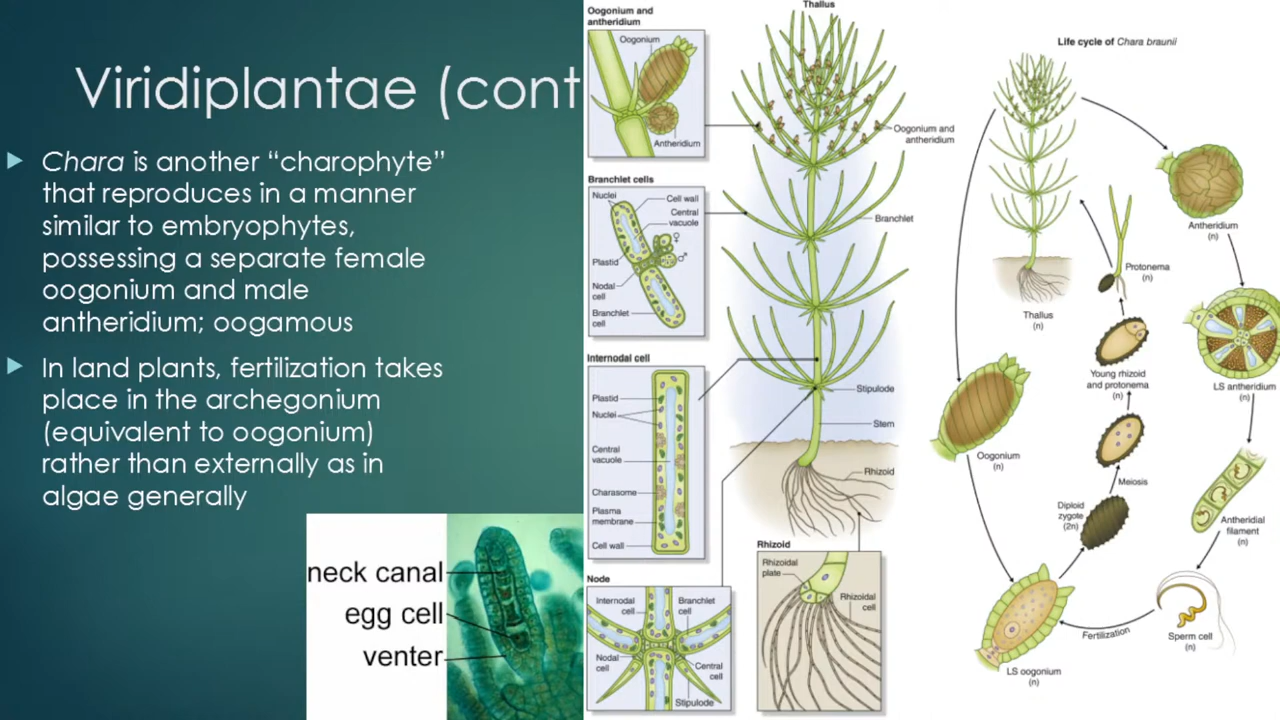 Viridiplantae (cont
Chara is another “charophyte”
that reproduces in a manner
similar to embryophytes,
possessing a separate female
oogonium and male
antheridium; oogamous
In land plants, fertilization takes
place in the archegonium
(equivalent to oogonium)
rather than externally as in
algae generally
neck canal
egg cell
venter
Oogonium and
antheridium
Oogonium
Antheridium
Branchlet cells
Nuclei
Cell wall
Central
vacuole
♀
♂
Plastid
Nodal
cell
Branchlet
cell
Internodal cell
Plastid
Nuclei
Central
vacuole
Charasome
Plasma
membrane
Cell wall
Node
Internodal
cell
Branchlet
cell
Nodal
cell
Central
cell
Stipulode
Thallus
Oogonium and
antheridium
Branchlet
Stipulode
Stem
Rhizoid
Rhizoid
Rhizoidal
plate
Rhizoidal
cell
Life cycle of Chara braunii
Thallus
(n)
Antheridium
(n)
LS antheridium
(n)
Antheridial
filament
(n)
Sperm cell
(n)
Fertilization
Oogonium
(n)
LS oogonium
(n)
Diploid
zygote
(2n)
Meiosis
Young rhizoid
and protonema
(n)
Protonema
(n)